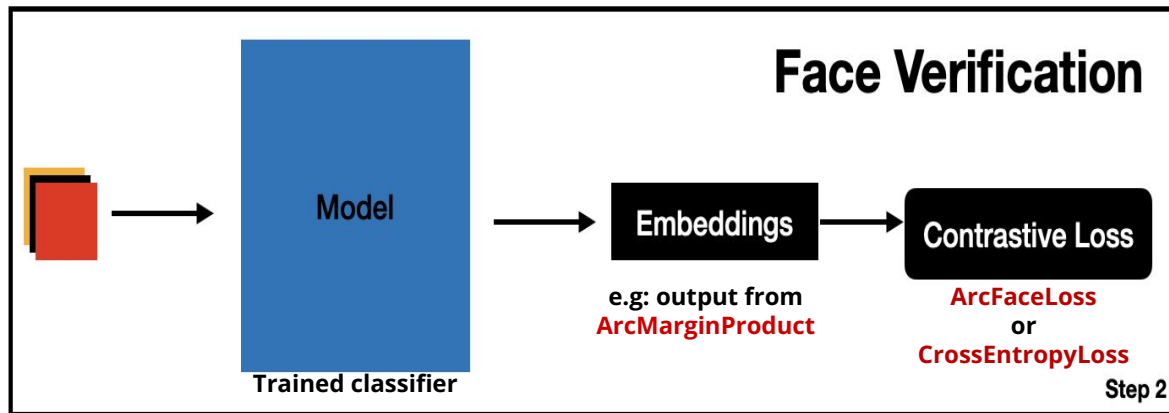 Face Verification
Model
Embeddings
Contrastive Loss
e.g: output from
ArcMarginProduct
ArcFaceLoss
or
CrossEntropyLoss
Trained classifier
Step 2